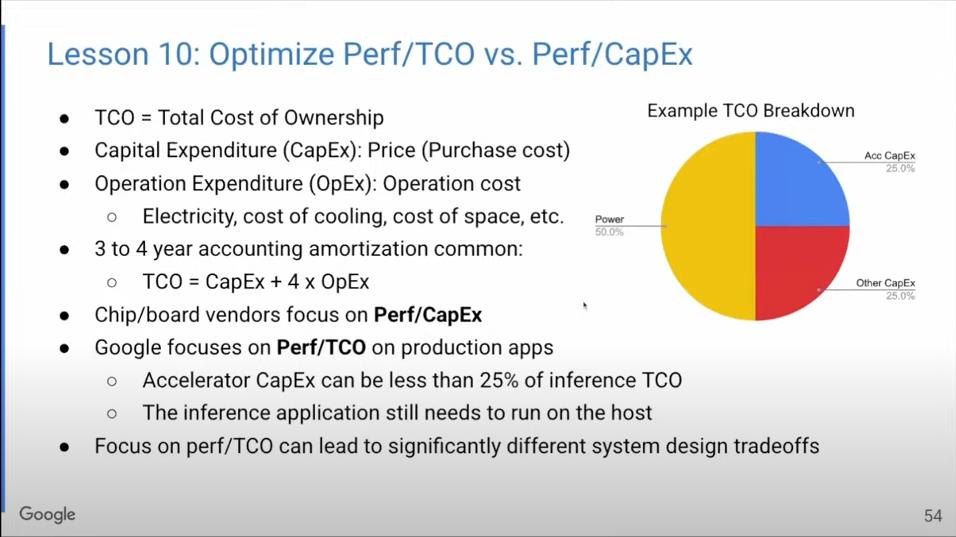 Lesson 10: Optimize Perf/TCO vs. Perf/CapEx
● TCO = Total Cost of Ownership
● Capital Expenditure (CapEx): Price (Purchase cost)
● Operation Expenditure (OpEx): Operation cost
○ Electricity, cost of cooling, cost of space, etc.
● 3 to 4 year accounting amortization common:
○ TCO = CapEx + 4 x OpEx
● Chip/board vendors focus on Perf/CapEx
● Google focuses on Perf/TCO on production apps
○ Accelerator CapEx can be less than 25% of inference TCO
○ The inference application still needs to run on the host
● Focus on perf/TCO can lead to significantly different system design tradeoffs
Example TCO Breakdown
Acc CapEx
25.0%
Power
50.0%
Other CapEx
25.0%
Google
54